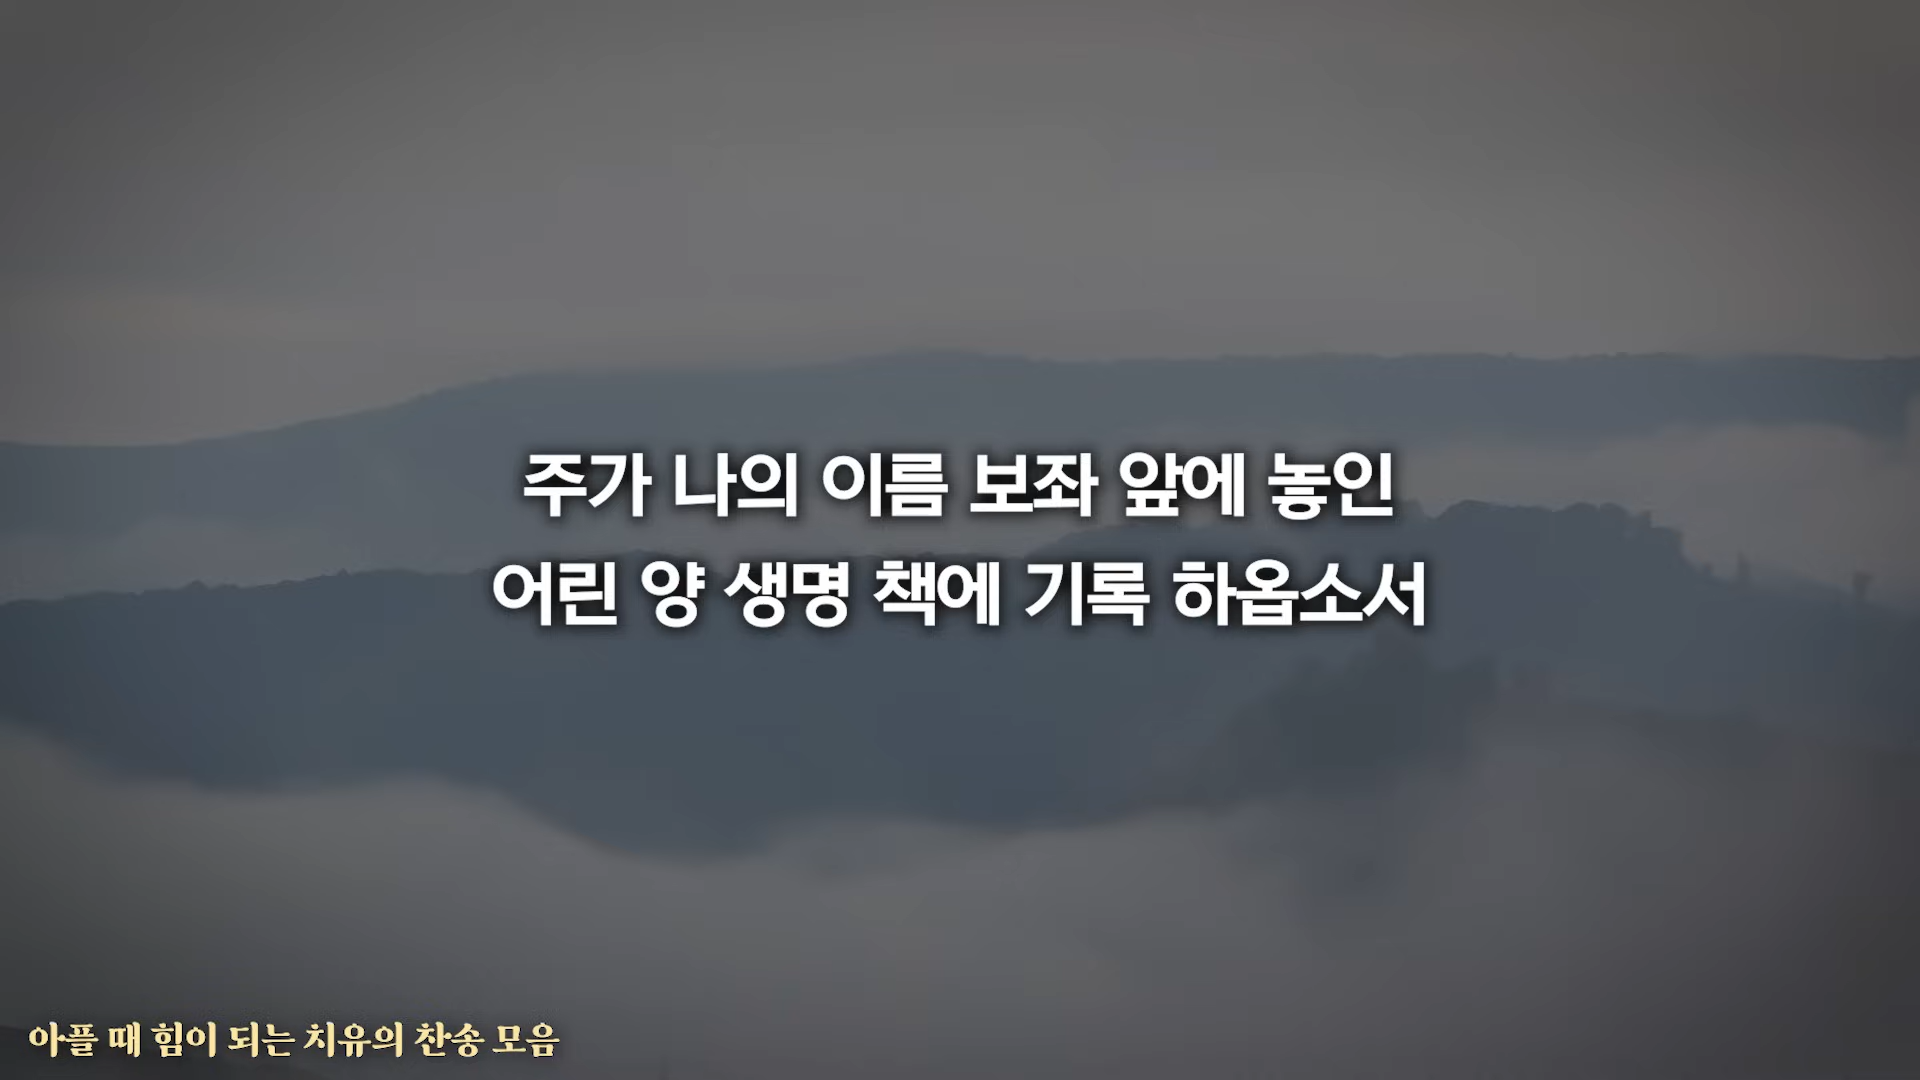 주가 나의 이름 보좌 앞에 놓인
어린 양 생명 책에 기록 하옵소서
아플 때 힘이 되는 치유의 찬송 모음